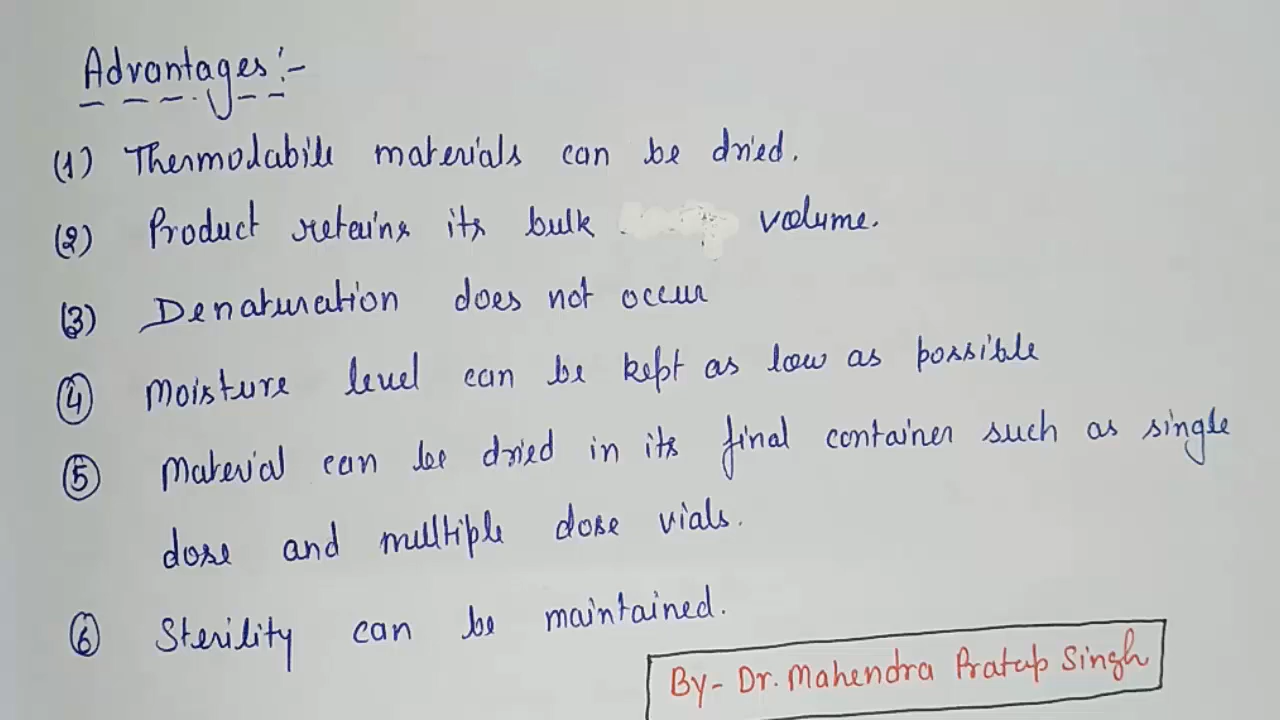 Advantages:-
(1) Thermolabile materials can be dried.
(2) Product retains its bulk volume.
(3) Denaturation does not occur
④ Moisture level can be kept as low as possible
⑤ Material can be dried in its final container such as single
dose and multiple dose vials.
⑥ Sterility can be maintained.
By- Dr. Mahendra Pratap Singh